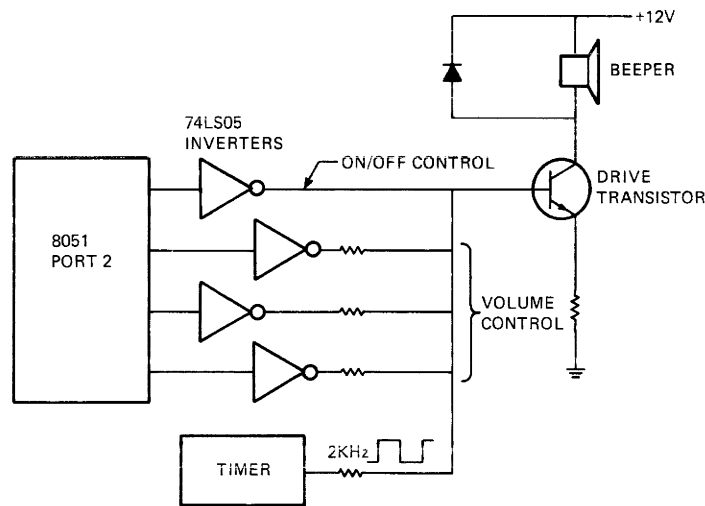 +12V
BEEPER
74LS05
INVERTERS
ON/OFF CONTROL
DRIVE
TRANSISTOR
8051
PORT 2
VOLUME
CONTROL
2KHz
TIMER